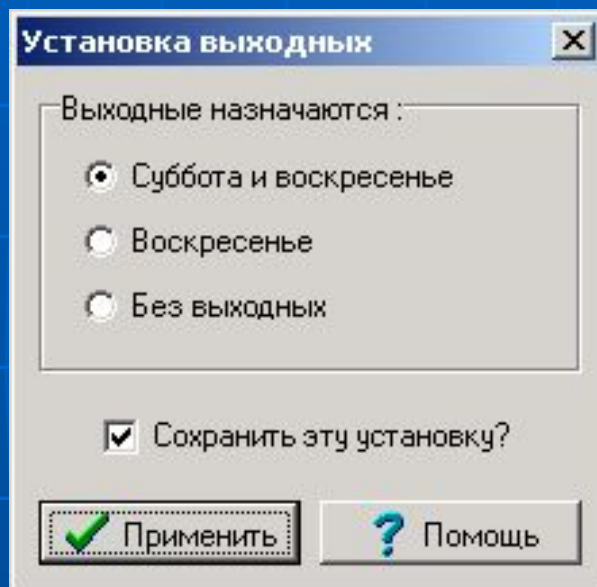 Установка выходных
Выходные назначаются :
Суббота и воскресенье
Воскресенье
Без выходных
Сохранить эту установку?
Применить
Помощь